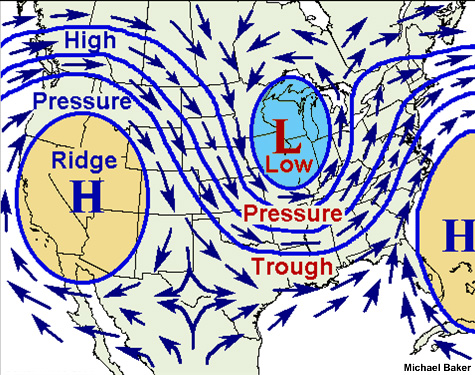 High
Pressure
Ridge
H
L
Low
Pressure
Trough
H
Michael Baker